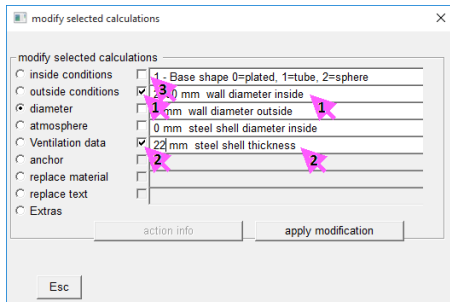 modify selected calculations
modify selected calculations
inside conditions
1 - Base shape 0=plated, 1=tube, 2=sphere
3
outside conditions
mm wall diameter inside
1
1
diameter
mm wall diameter outside
atmosphere
0 mm steel shell diameter inside
Ventilation data
22 mm steel shell thickness
2
2
anchor
replace material
replace text
Extras
action info
apply modification
Esc